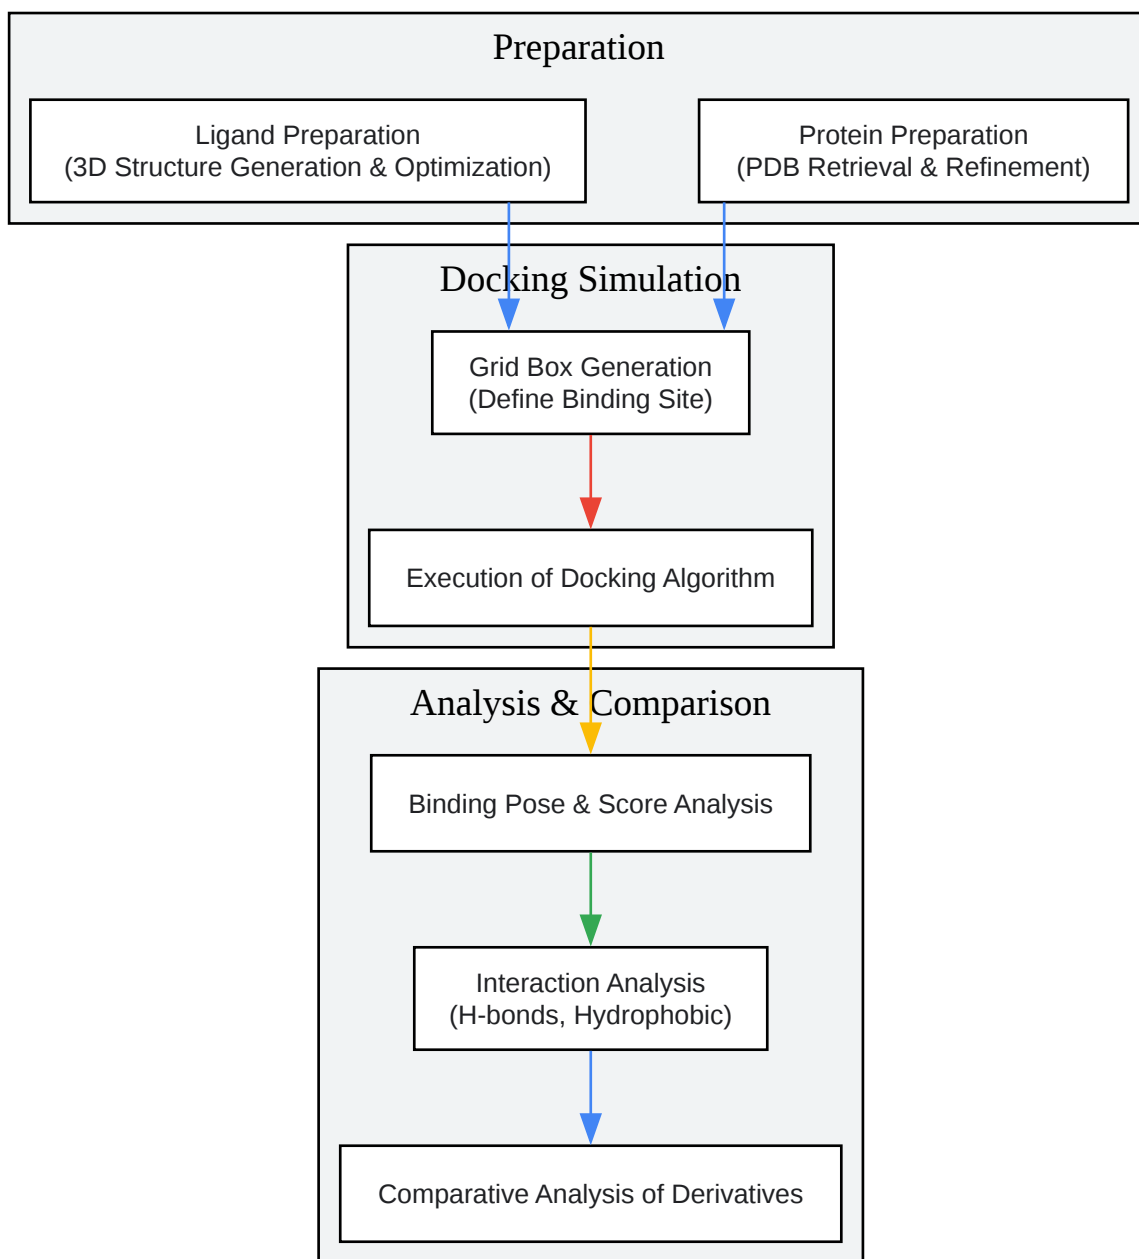 Preparation
Ligand Preparation
(3D Structure Generation & Optimization)
Protein Preparation
(PDB Retrieval & Refinement)
Docking Simulation
Grid Box Generation
(Define Binding Site)
Execution of Docking Algorithm
Analysis & Comparison
Binding Pose & Score Analysis
Interaction Analysis
(H-bonds, Hydrophobic)
Comparative Analysis of Derivatives